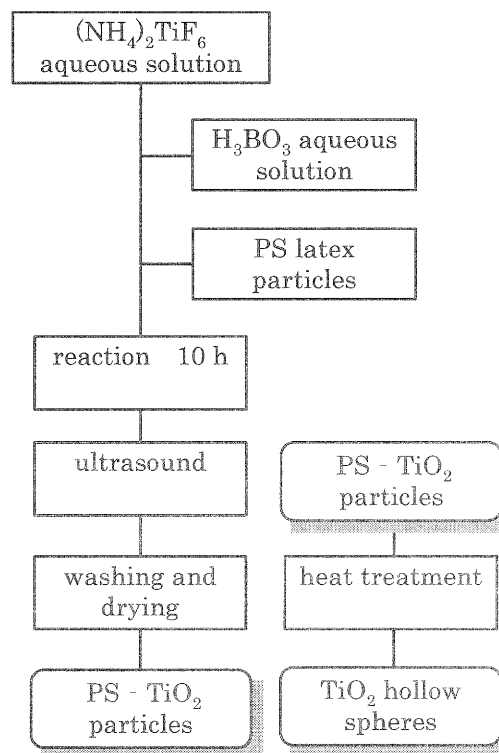 (NH₄)₂TiF₆
aqueous solution
H₃BO₃ aqueous
solution
PS latex
particles
reaction 10 h
ultrasound
washing and
drying
PS - TiO₂
particles
PS - TiO₂
particles
heat treatment
TiO₂ hollow
spheres